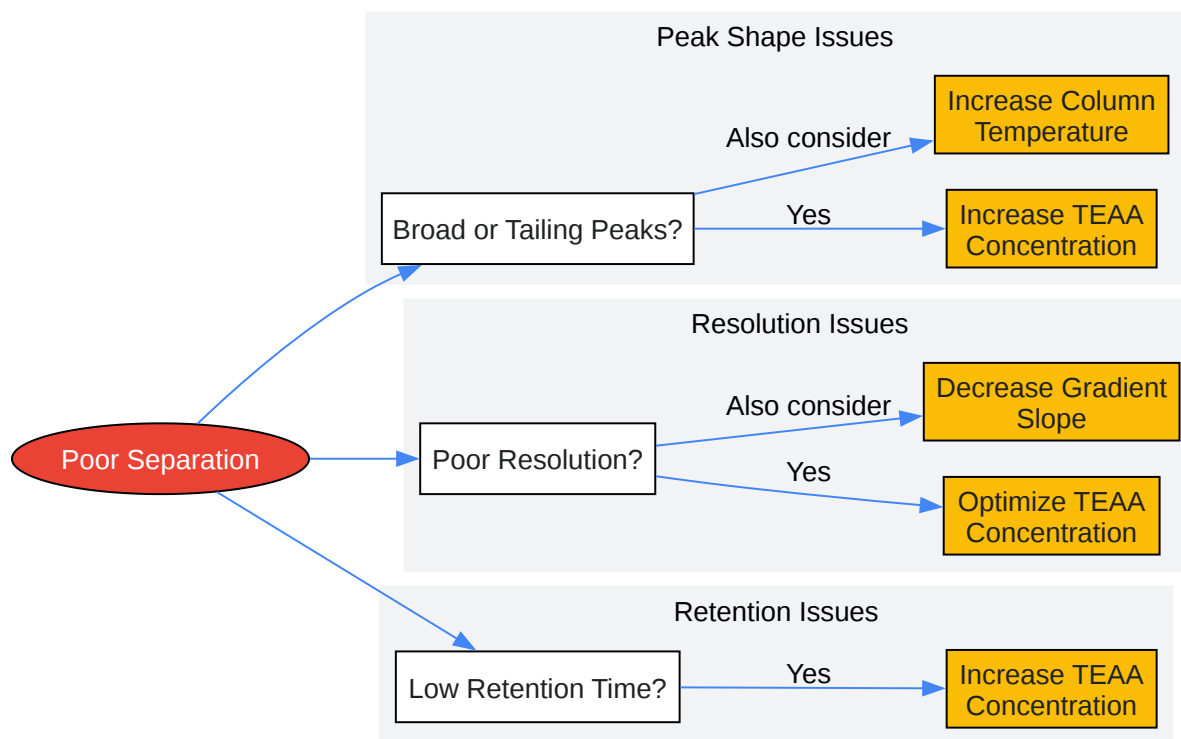 Peak Shape Issues
Increase Column
Temperature
Also consider
Broad or Tailing Peaks?
Yes
Increase TEAA
Concentration
Resolution Issues
Decrease Gradient
Slope
Also consider
Poor Separation
Poor Resolution?
Yes
Optimize TEAA
Concentration
Retention Issues
Low Retention Time?
Yes
Increase TEAA
Concentration